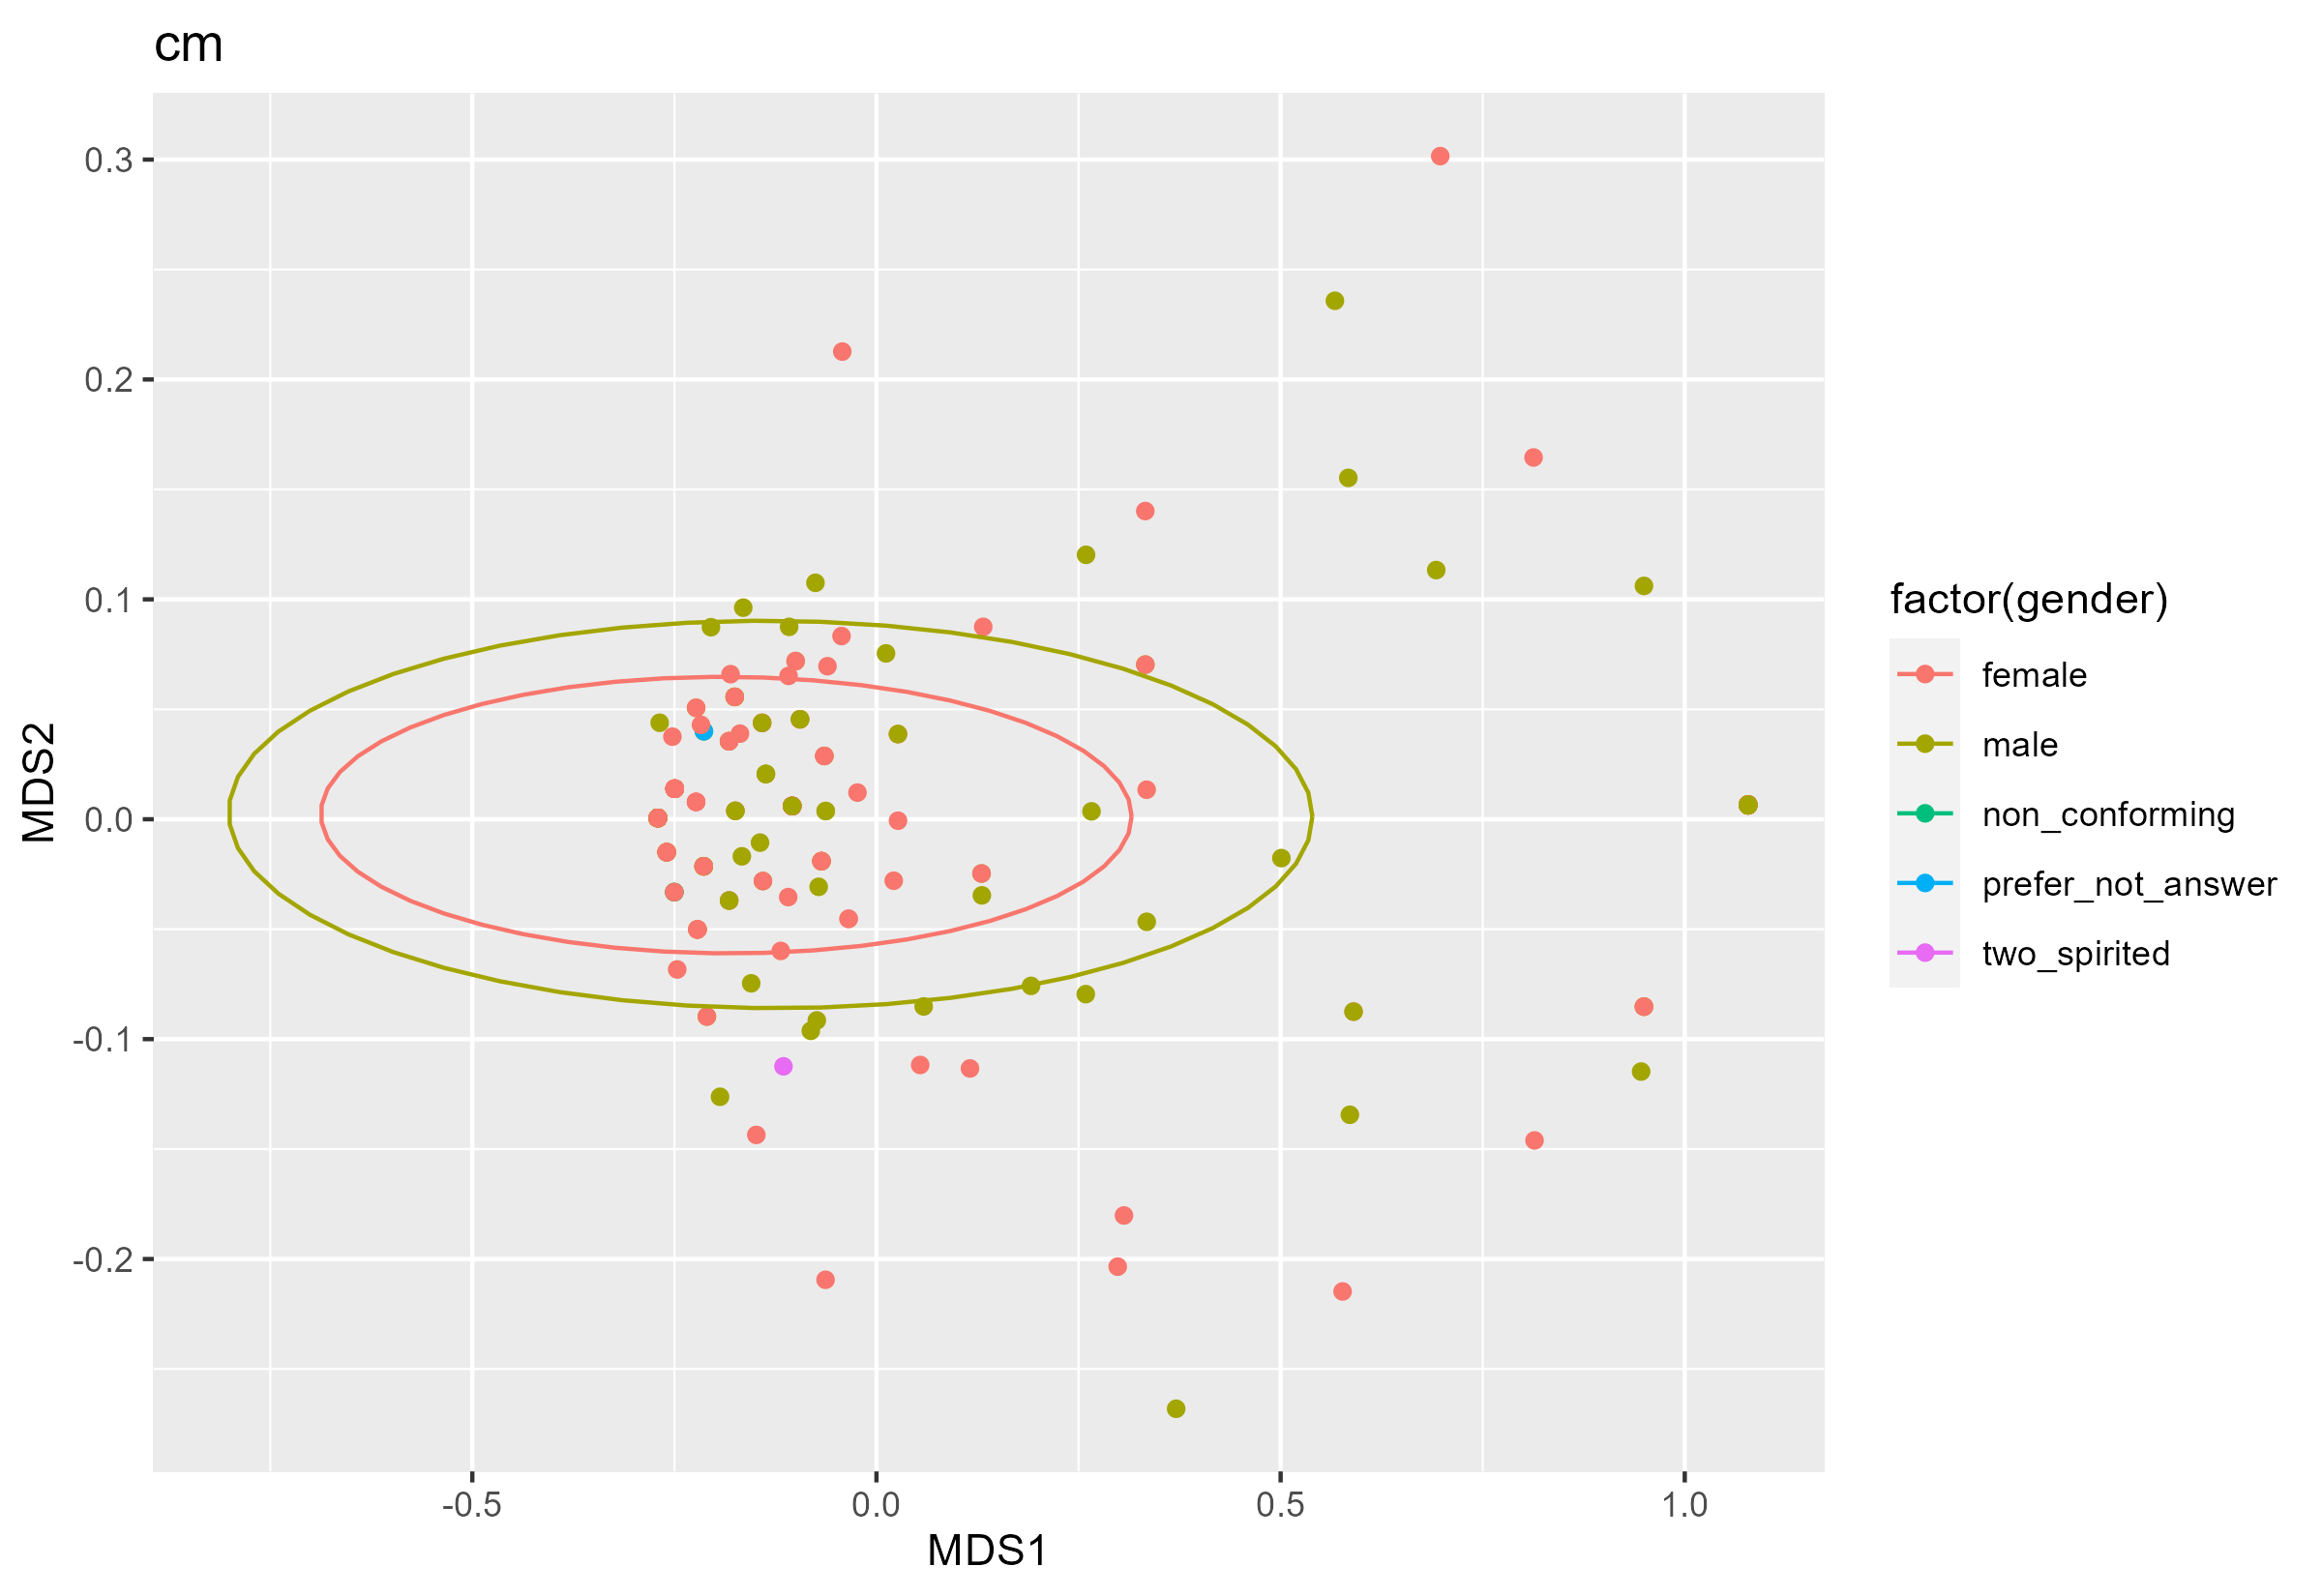 cm
0.3
0.2
0.1
0.0
-0.1
-0.2
MDS2
-0.5 0.0 0.5 1.0
MDS1
factor(gender)
female
male
non_conforming
prefer_not_answer
two_spirited